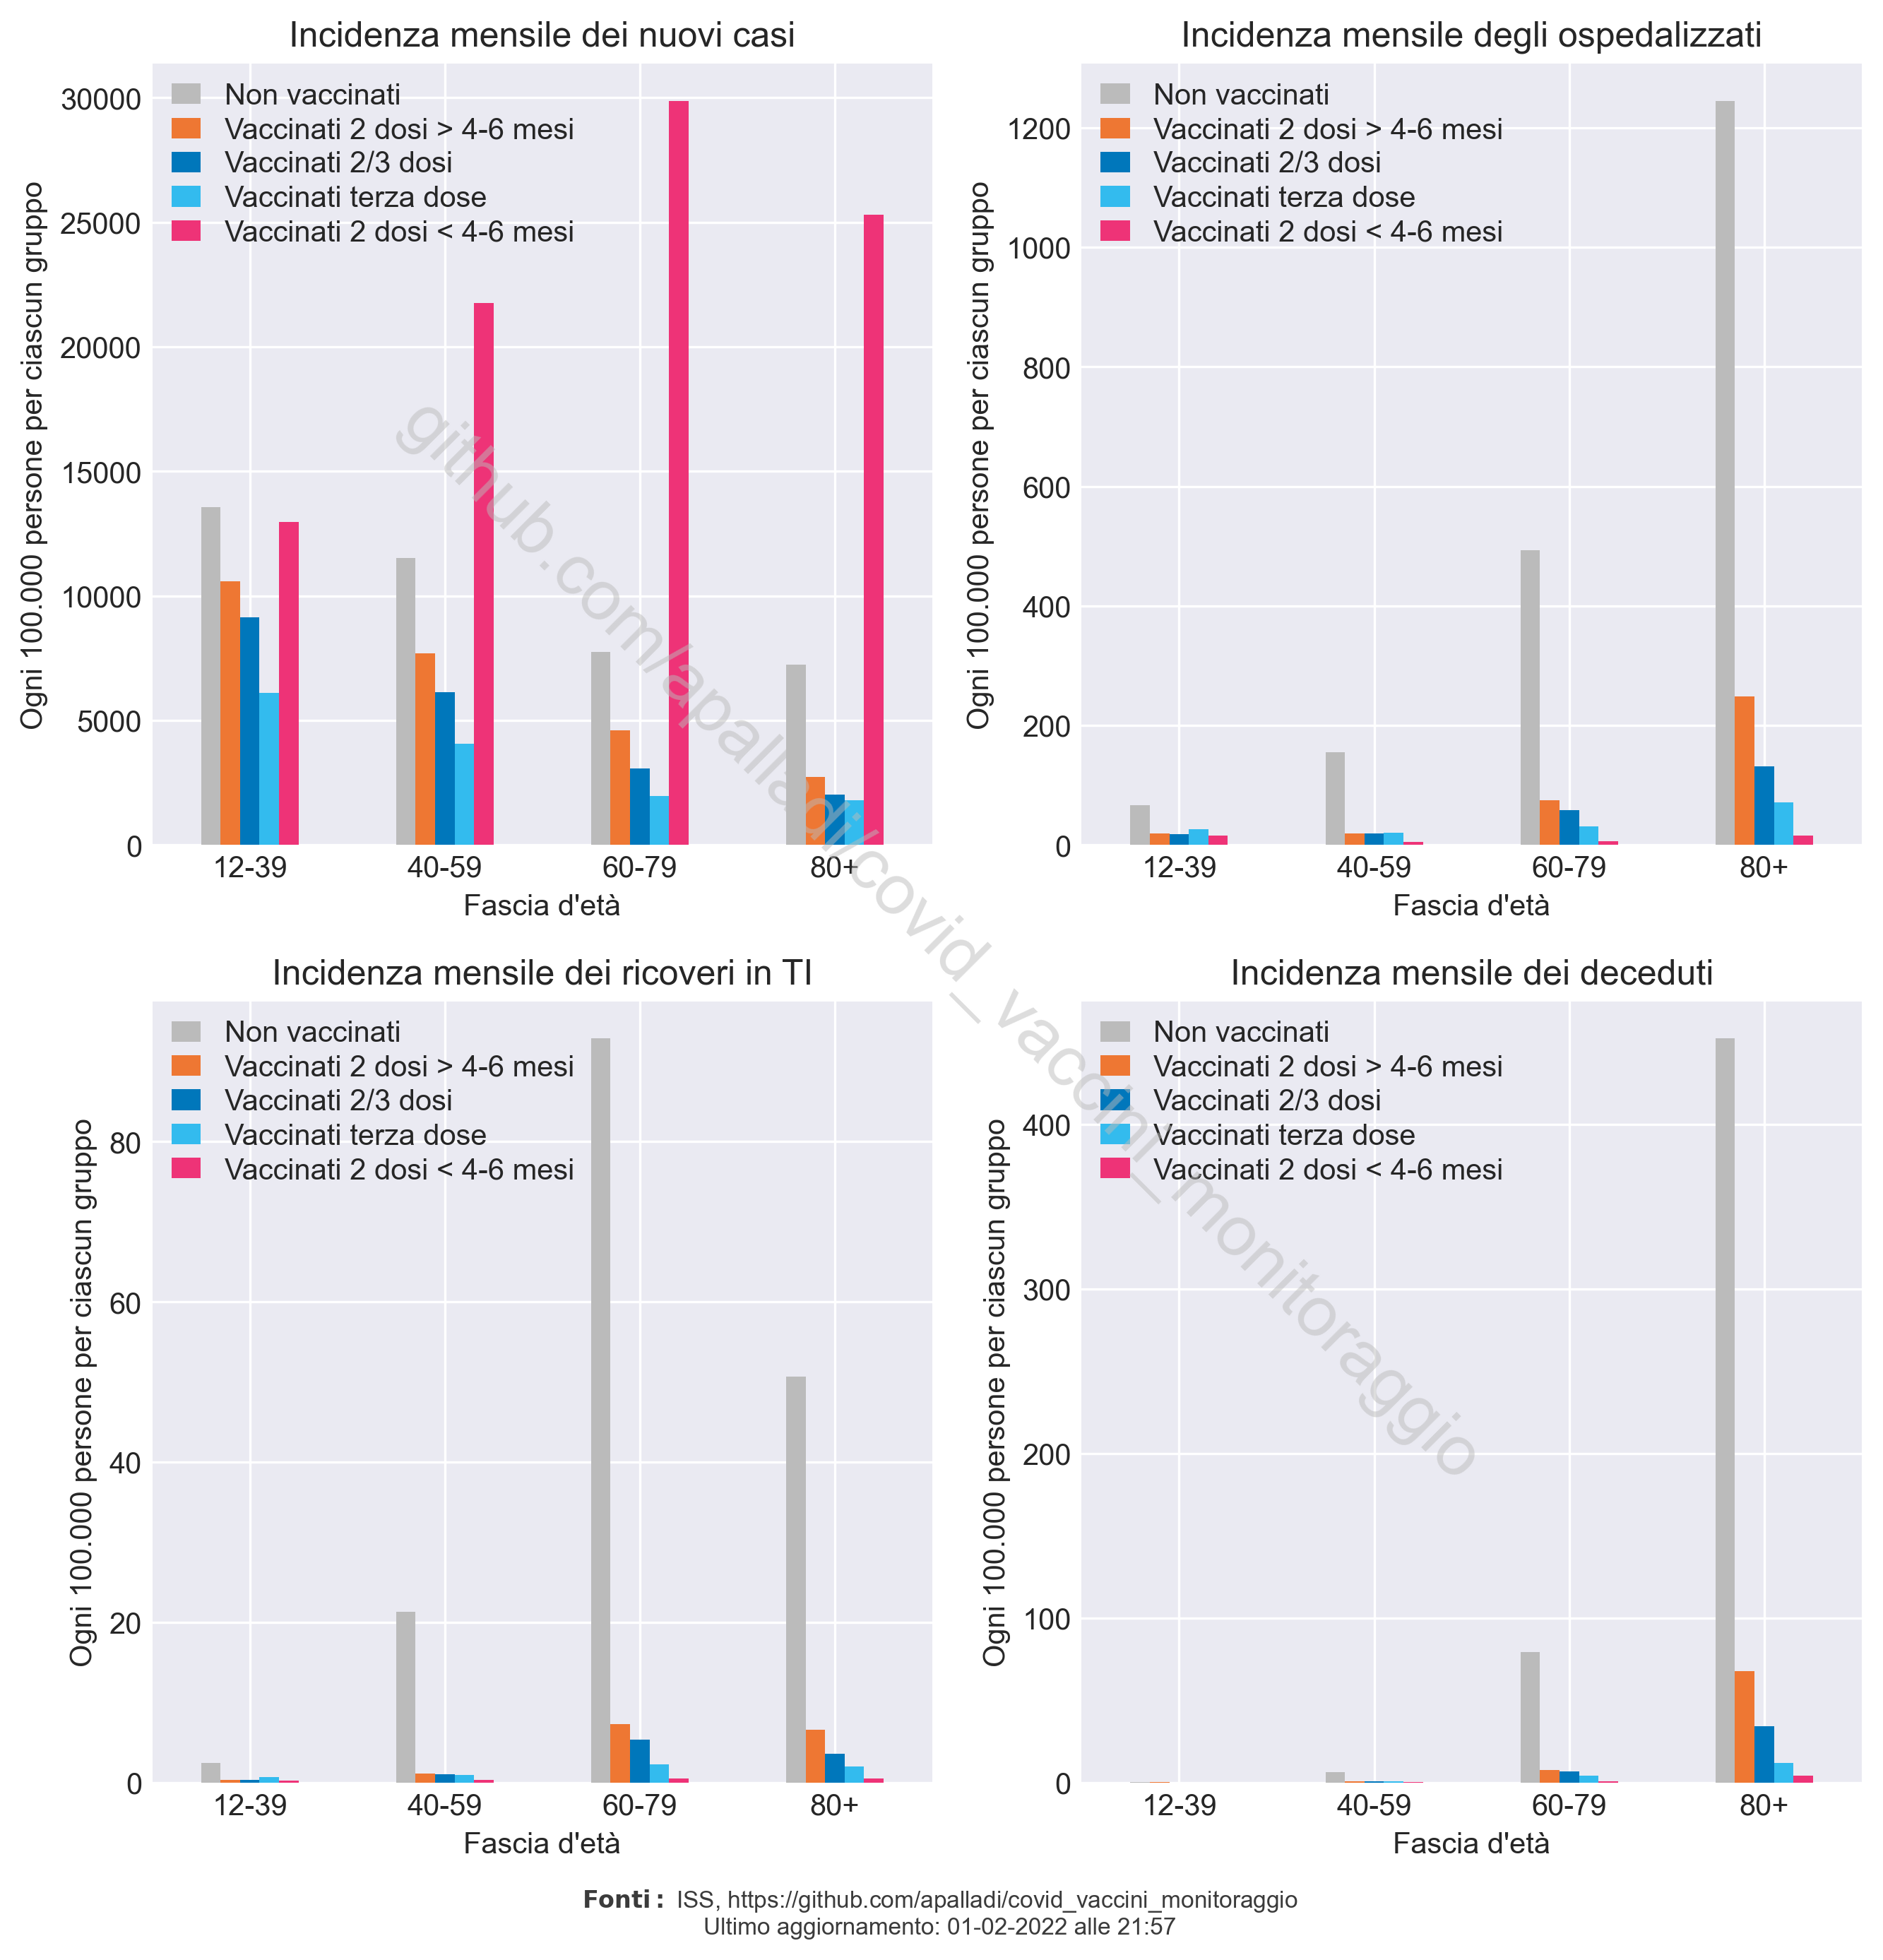 Incidenza mensile dei nuovi casi
Ogni 100.000 persone per ciascun gruppo
30000
25000
20000
15000
10000
5000
0
Non vaccinati
Vaccinati 2 dosi > 4-6 mesi
Vaccinati 2/3 dosi
Vaccinati terza dose
Vaccinati 2 dosi < 4-6 mesi
12-39
40-59
60-79
80+
Fascia d'età
Incidenza mensile degli ospedalizzati
Ogni 100.000 persone per ciascun gruppo
1200
1000
800
600
400
200
0
Non vaccinati
Vaccinati 2 dosi > 4-6 mesi
Vaccinati 2/3 dosi
Vaccinati terza dose
Vaccinati 2 dosi < 4-6 mesi
12-39
40-59
60-79
80+
Fascia d'età
Incidenza mensile dei ricoveri in TI
Ogni 100.000 persone per ciascun gruppo
80
60
40
20
0
Non vaccinati
Vaccinati 2 dosi > 4-6 mesi
Vaccinati 2/3 dosi
Vaccinati terza dose
Vaccinati 2 dosi < 4-6 mesi
12-39
40-59
60-79
80+
Fascia d'età
Incidenza mensile dei deceduti
Ogni 100.000 persone per ciascun gruppo
400
300
200
100
0
Non vaccinati
Vaccinati 2 dosi > 4-6 mesi
Vaccinati 2/3 dosi
Vaccinati terza dose
Vaccinati 2 dosi < 4-6 mesi
12-39
40-59
60-79
80+
Fascia d'età
github.com/apalladi/covid_vaccini_monitoraggio
Fonti: ISS, https://github.com/apalladi/covid_vaccini_monitoraggio
Ultimo aggiornamento: 01-02-2022 alle 21:57